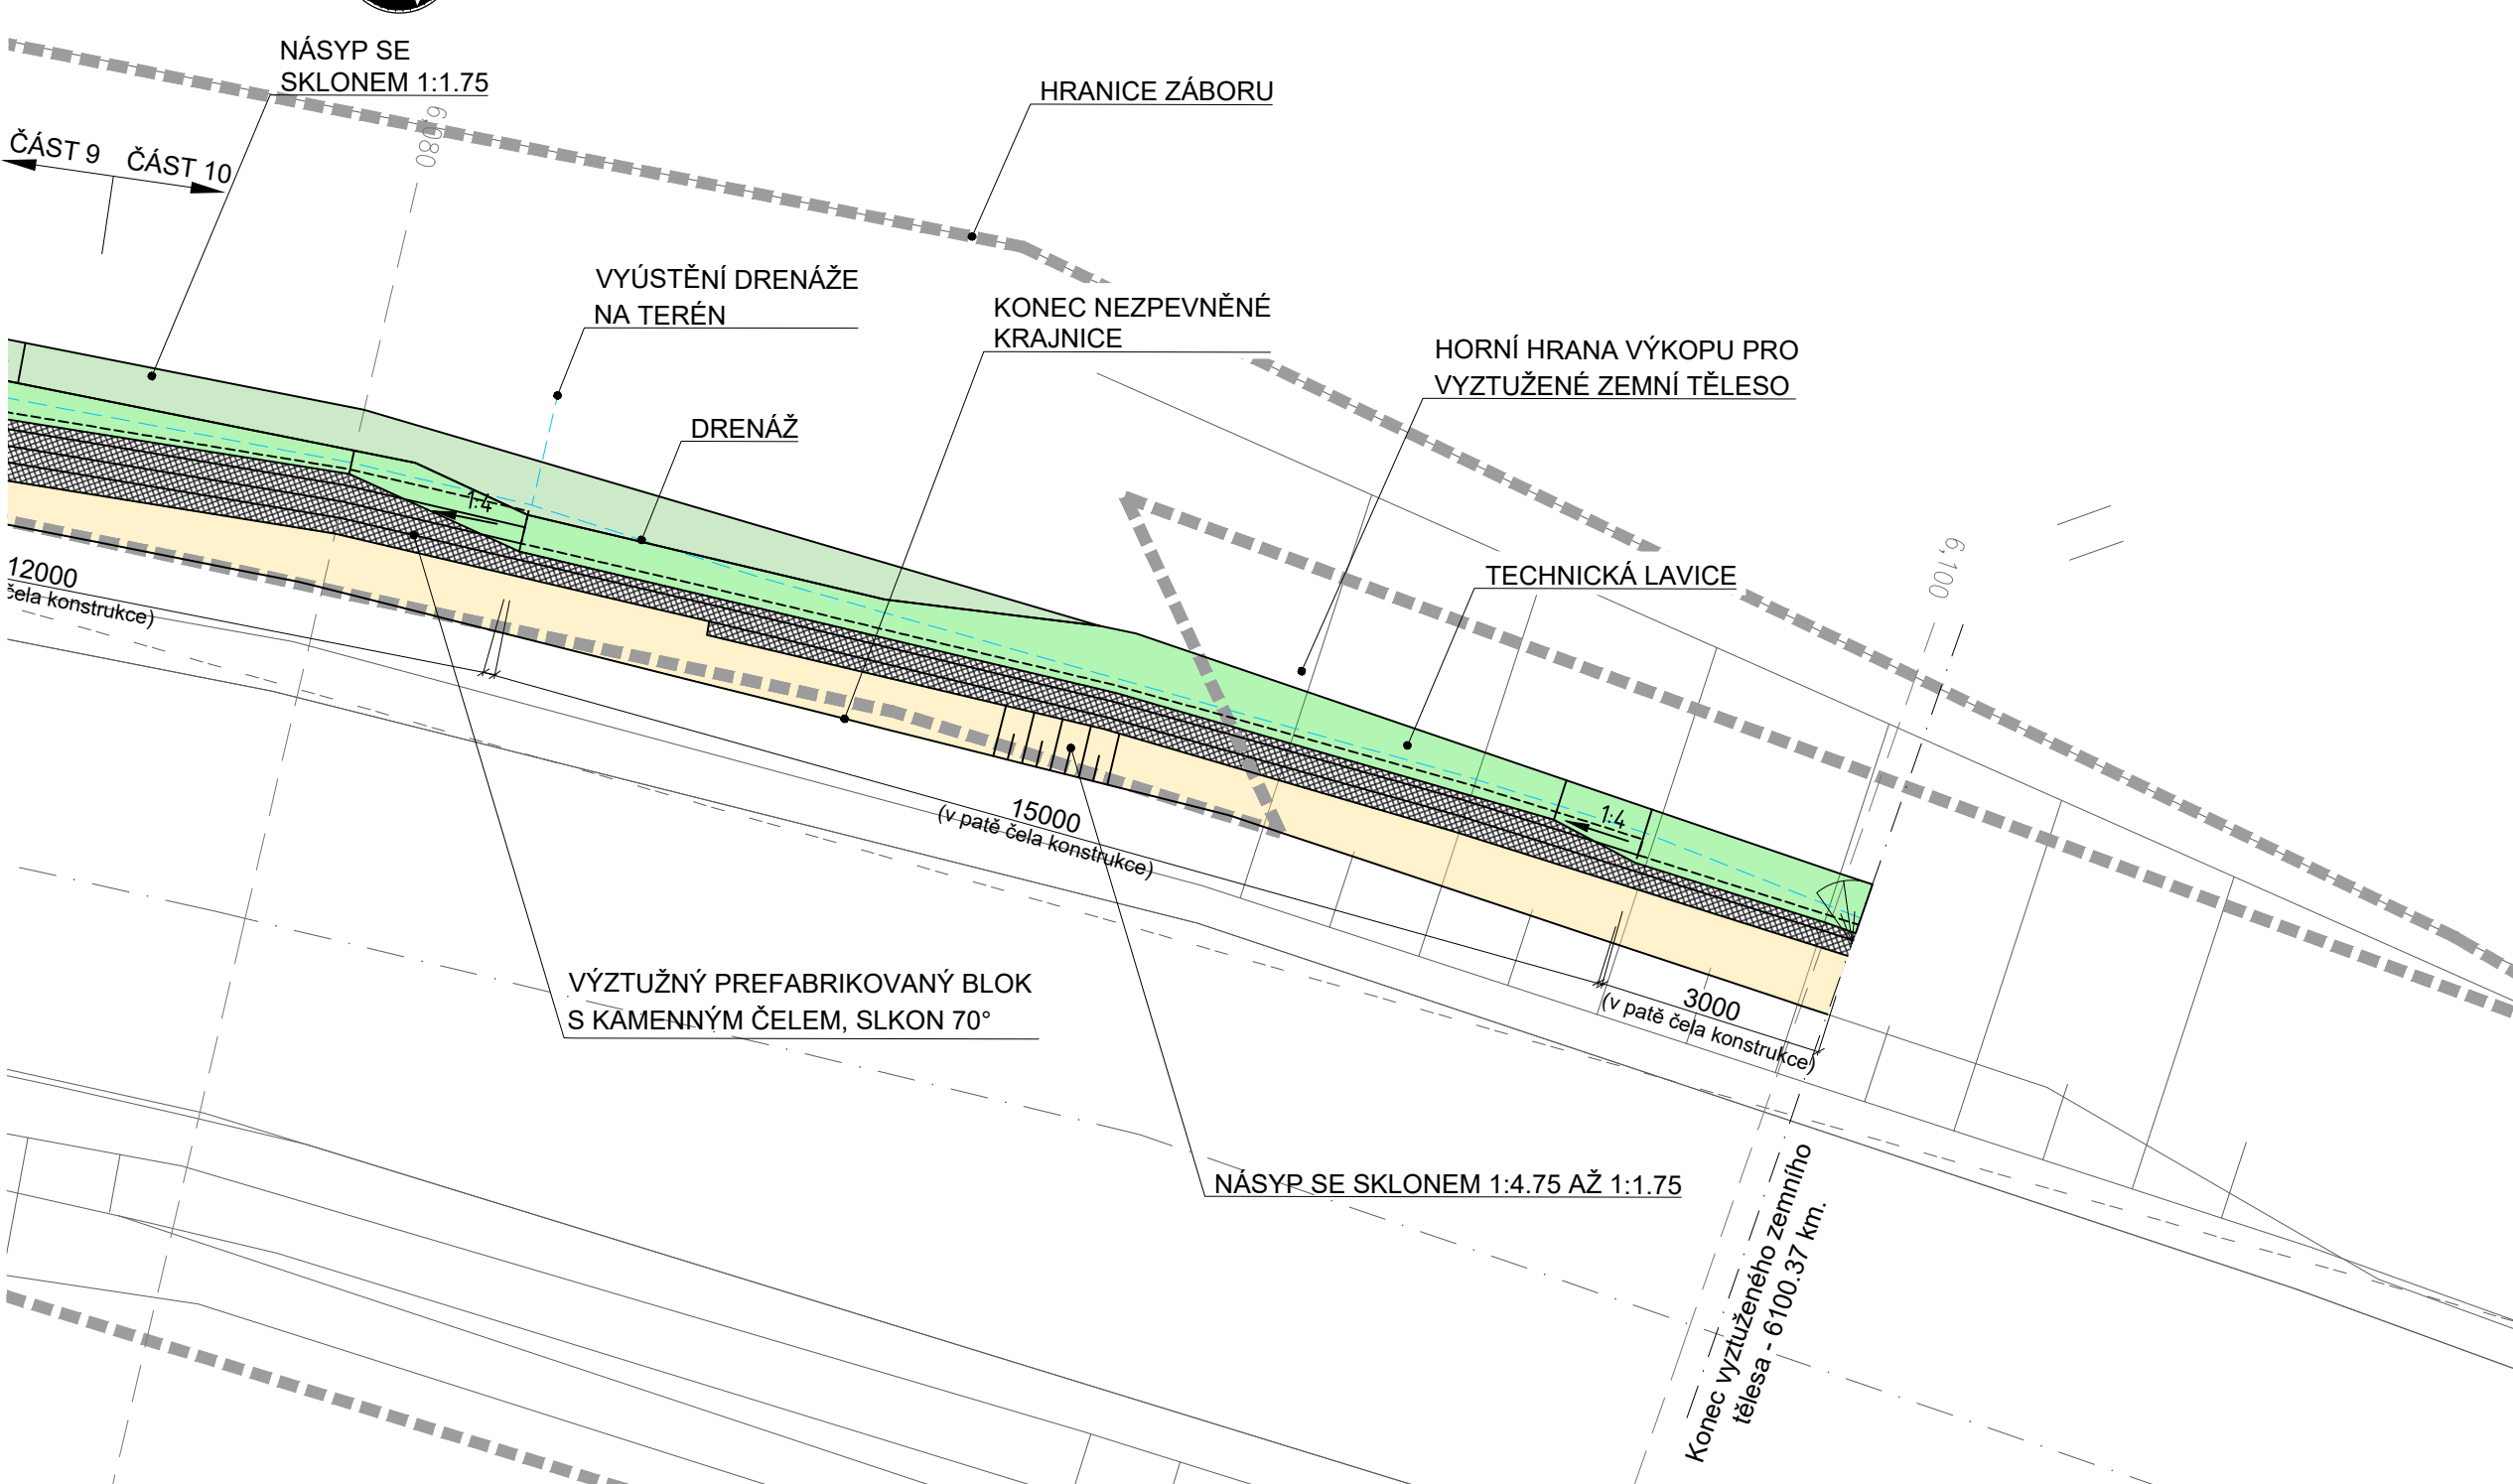 NÁSYP SE
SKLONEM 1:1.75
HRANICE ZÁBORU
6,080
ČÁST 9
ČÁST 10
VYÚSTĚNÍ DRENÁŽE
NA TERÉN
KONEC NEZPEVNĚNÉ
KRAJNICE
HORNÍ HRANA VÝKOPU PRO
VYZTUŽENÉ ZEMNÍ TĚLESO
DRENÁŽ
1:4
TECHNICKÁ LAVICE
6,100
12000
čela konstrukce)
15000
(v patě čela konstrukce)
1:4
3000
(v patě čela konstrukce)
VÝZTUŽNÝ PREFABRIKOVANÝ BLOK
S KAMENNÝM ČELEM, SLKON 70°
NÁSYP SE SKLONEM 1:4.75 AŽ 1:1.75
Konec vyztuženého zemního
tělesa - 6100.37 km.